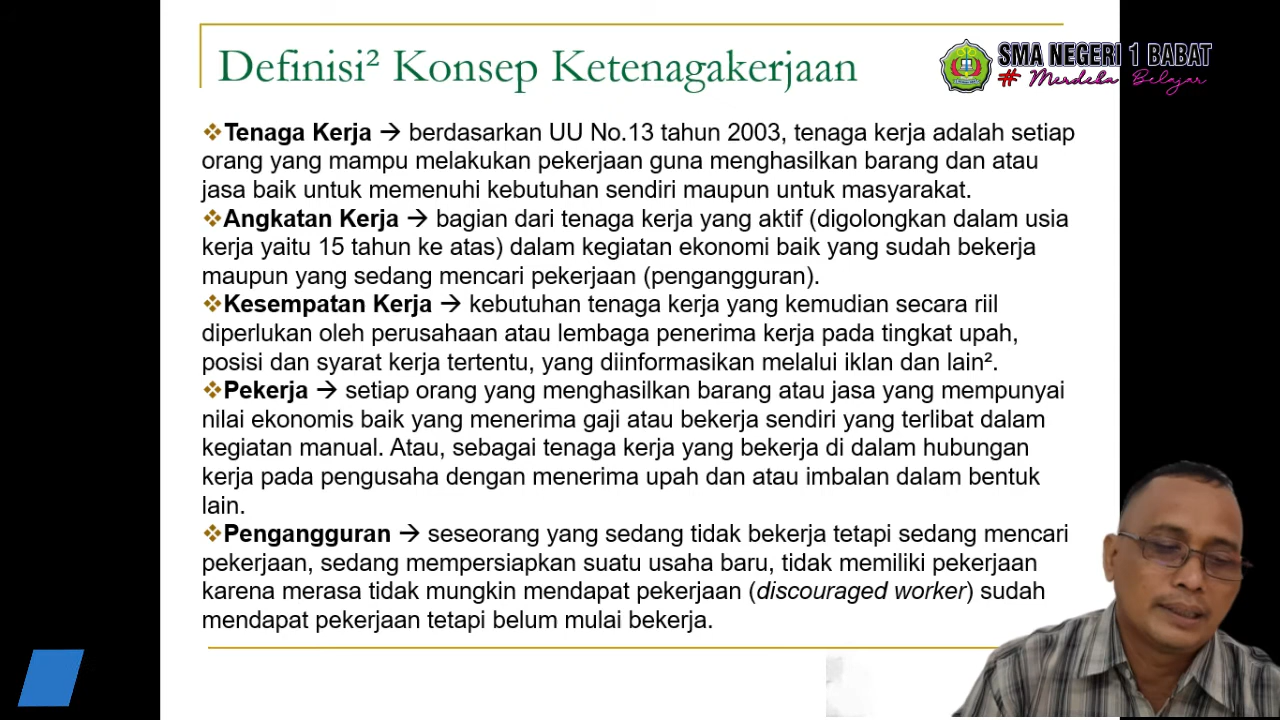 Definisi² Konsep Ketenagakerjaan
SMA NEGERI 1 BABAT
# Merdeka Belajar
❖Tenaga Kerja → berdasarkan UU No.13 tahun 2003, tenaga kerja adalah setiap
orang yang mampu melakukan pekerjaan guna menghasilkan barang dan atau
jasa baik untuk memenuhi kebutuhan sendiri maupun untuk masyarakat.
❖Angkatan Kerja → bagian dari tenaga kerja yang aktif (digolongkan dalam usia
kerja yaitu 15 tahun ke atas) dalam kegiatan ekonomi baik yang sudah bekerja
maupun yang sedang mencari pekerjaan (pengangguran).
❖Kesempatan Kerja → kebutuhan tenaga kerja yang kemudian secara riil
diperlukan oleh perusahaan atau lembaga penerima kerja pada tingkat upah,
posisi dan syarat kerja tertentu, yang diinformasikan melalui iklan dan lain².
❖Pekerja → setiap orang yang menghasilkan barang atau jasa yang mempunyai
nilai ekonomis baik yang menerima gaji atau bekerja sendiri yang terlibat dalam
kegiatan manual. Atau, sebagai tenaga kerja yang bekerja di dalam hubungan
kerja pada pengusaha dengan menerima upah dan atau imbalan dalam bentuk
lain.
❖Pengangguran → seseorang yang sedang tidak bekerja tetapi sedang mencari
pekerjaan, sedang mempersiapkan suatu usaha baru, tidak memiliki pekerjaan
karena merasa tidak mungkin mendapat pekerjaan (discouraged worker) sudah
mendapat pekerjaan tetapi belum mulai bekerja.